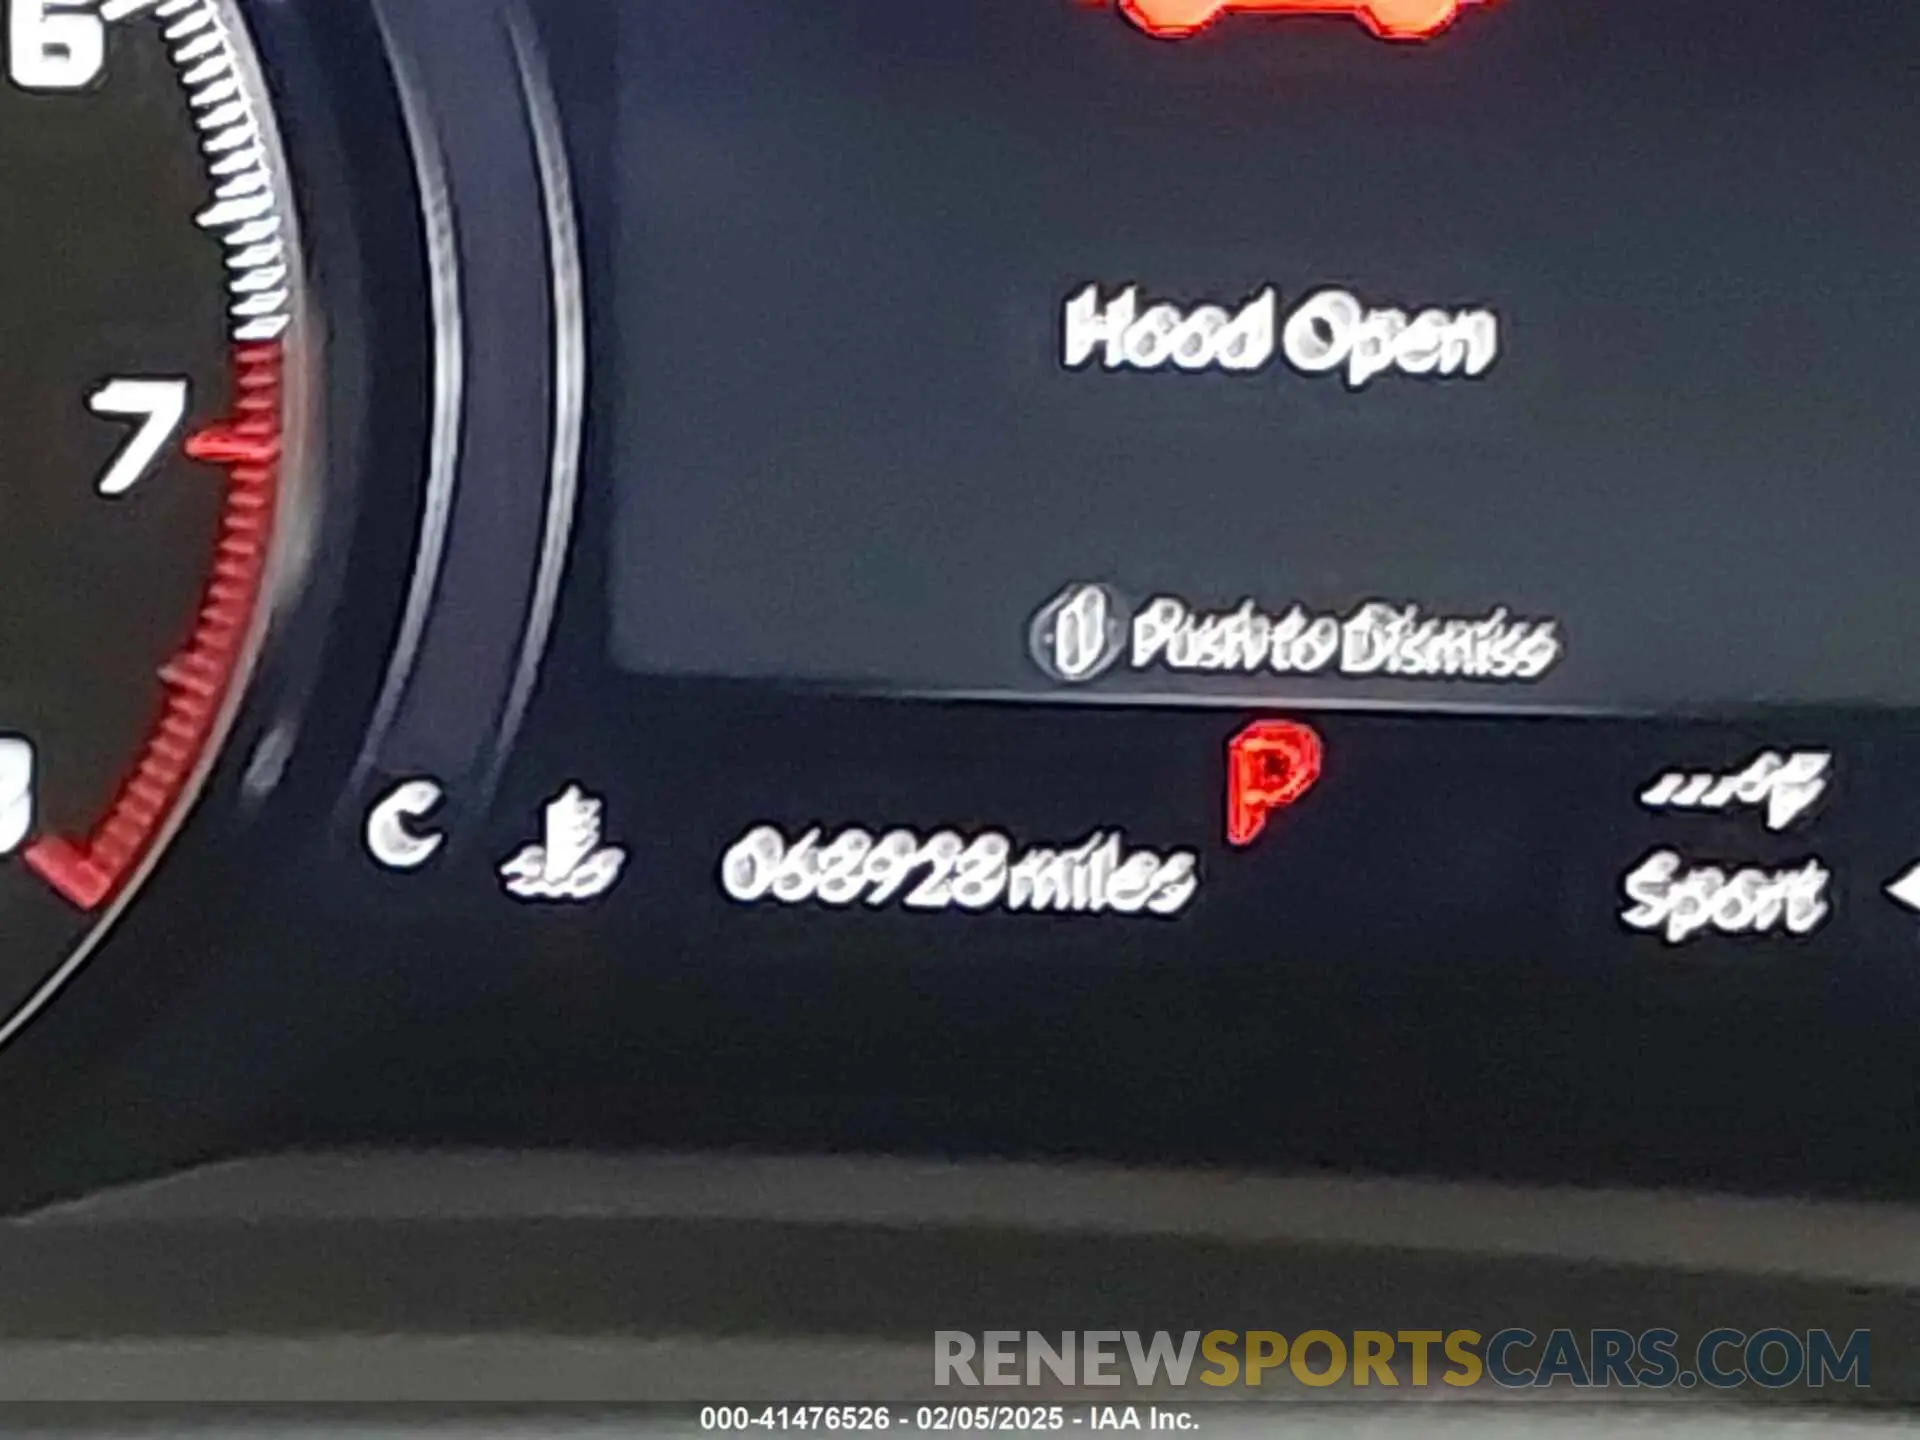 6
Hood Open
7
Push to Dismiss
P
8
C
068928 miles
Sport
RENEWSPORTSCARS.COM
000-41476526 - 02/05/2025 - IAA Inc.